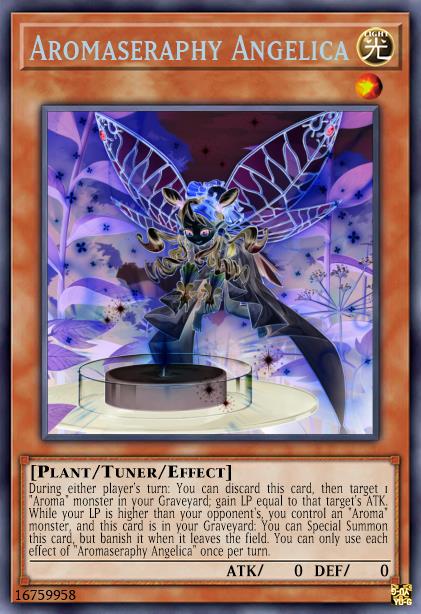 AROMASERAPHY ANGELICA
LIGHT
光
[PLANT/TUNER/EFFECT]
During either player's turn: You can discard this card, then target 1
"Aroma" monster in your Graveyard; gain LP equal to that target's ATK.
While your LP is higher than your opponent's, you control an "Aroma"
monster, and this card is in your Graveyard: You can Special Summon
this card, but banish it when it leaves the field. You can only use each
effect of "Aromaseraphy Angelica" once per turn.
ATK/ 0 DEF/ 0
16759958